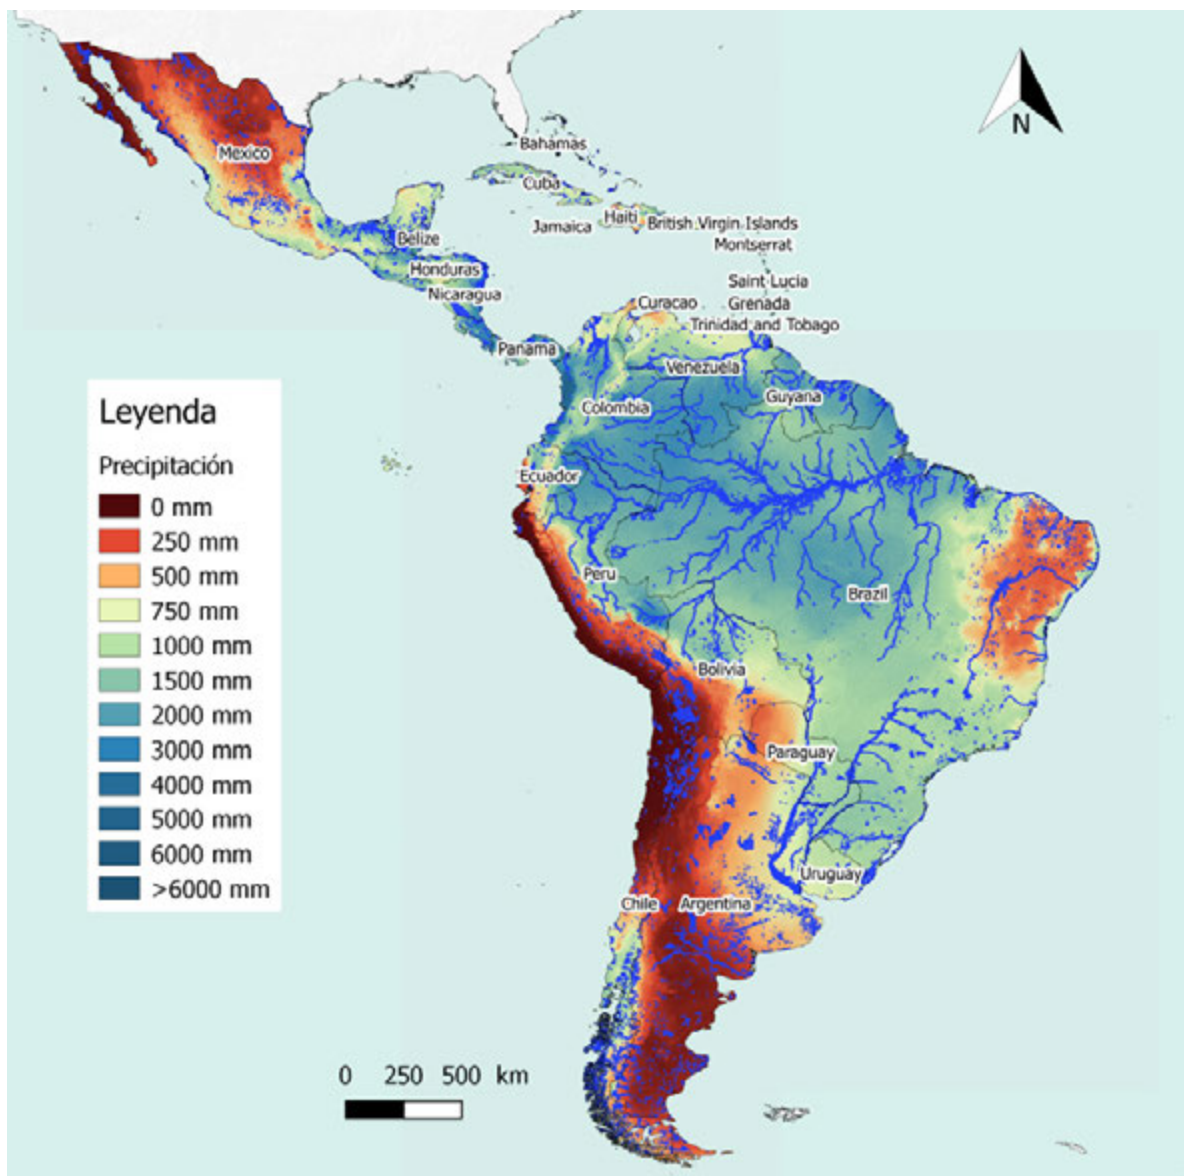 N
Bahamas
Mexico
Cuba
Haiti
Jamaica
British Virgin Islands
Belize
Montserrat
Honduras
Saint Lucia
Nicaragua
Curacao
Grenada
Trinidad and Tobago
Panama
Venezuela
Guyana
Colombia
Ecuador
Peru
Brazil
Bolivia
Paraguay
Uruguay
Chile
Argentina
Leyenda
Precipitación
0 mm
250 mm
500 mm
750 mm
1000 mm
1500 mm
2000 mm
3000 mm
4000 mm
5000 mm
6000 mm
>6000 mm
0 250 500 km